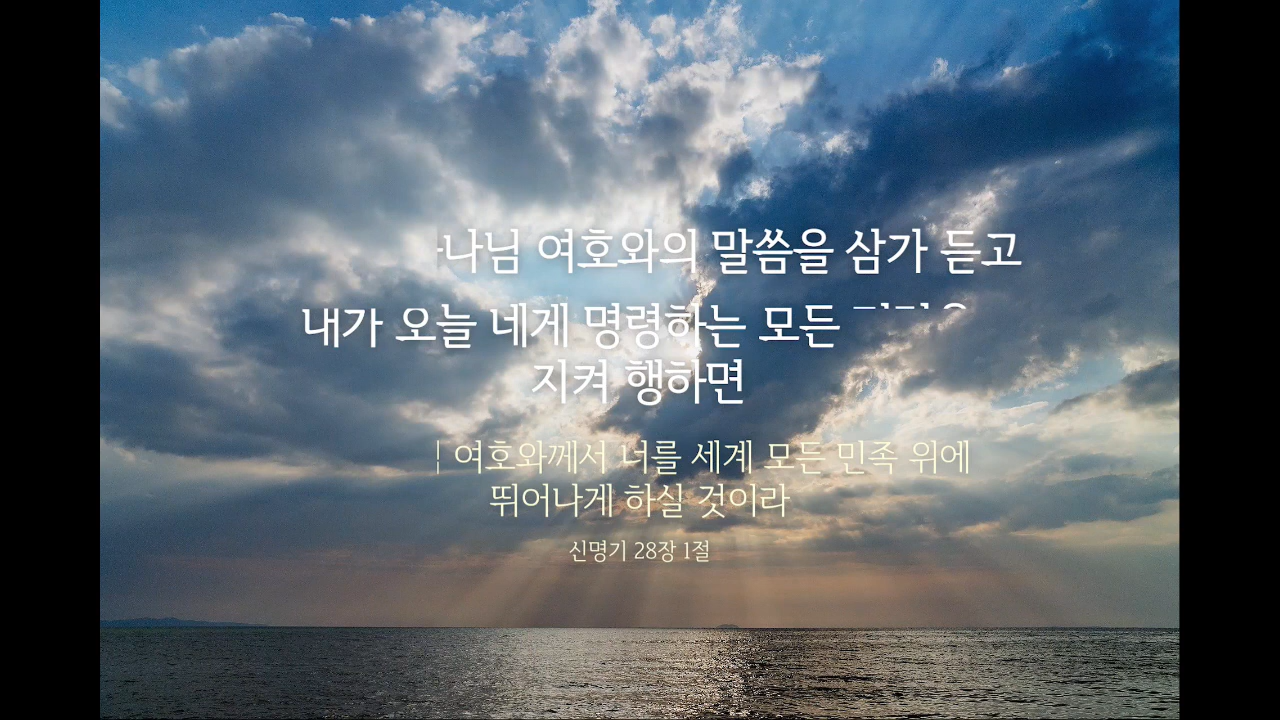 여호와의 말씀을 삼가 듣고
내가 오늘 네게 명령하는 모든
지켜 행하면
여호와께서 너를 세계 모든 민족 위에
뛰어나게 하실 것이라
신명기 28장 1절